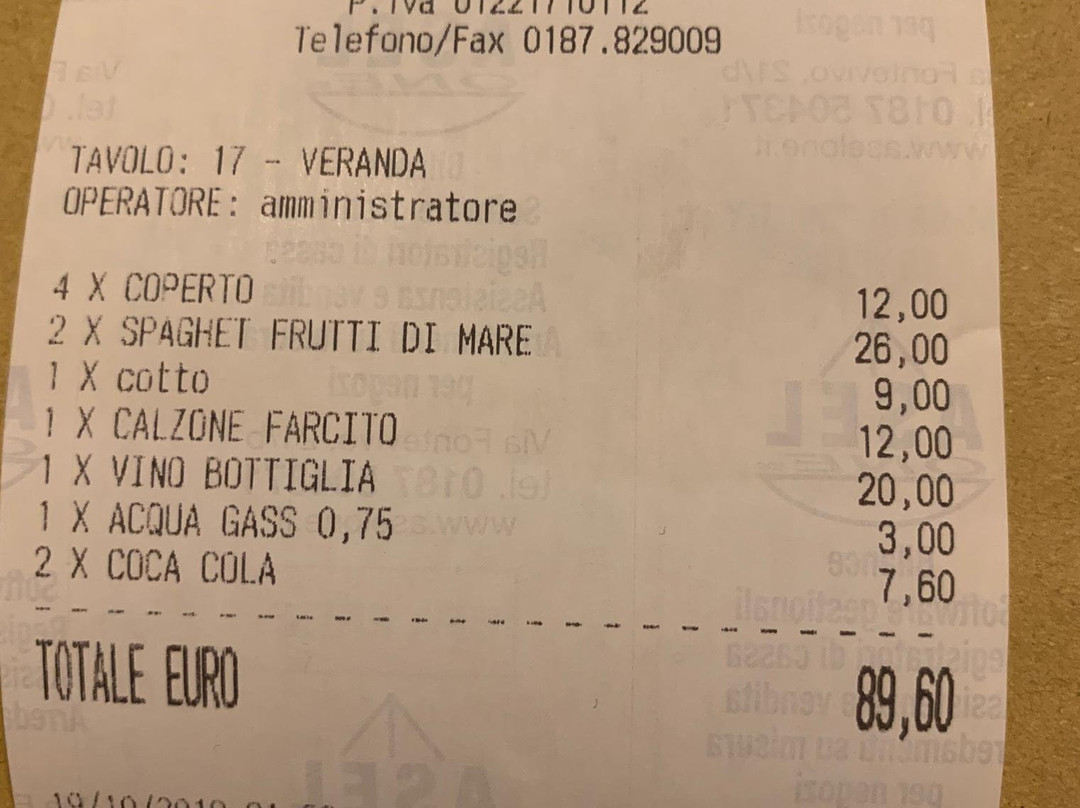 P.Iva 01221710112
Telefono/Fax 0187.829009
TAVOLO: 17 - VERANDA
OPERATORE: amministratore
4 X COPERTO 12,00
2 X SPAGHET FRUTTI DI MARE 26,00
1 X cotto 9,00
1 X CALZONE FARCITO 12,00
1 X VINO BOTTIGLIA 20,00
1 X ACQUA GASS 0,75 3,00
2 X COCA COLA 7,60
TOTALE EURO 89,60